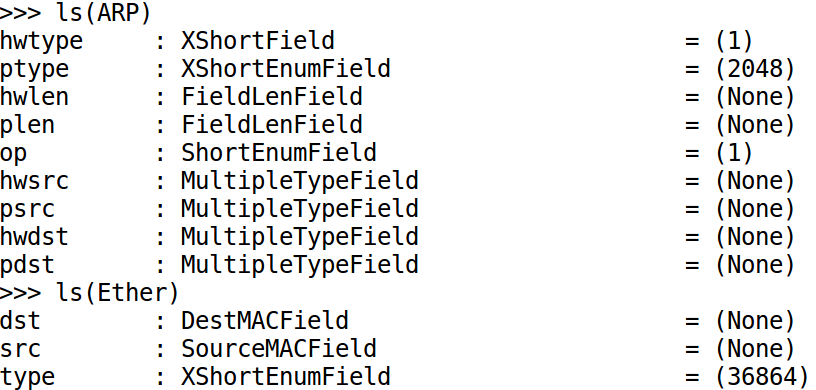 >>> ls(ARP)
hwtype     : XShortField                         = (1)
ptype      : XShortEnumField                     = (2048)
hwlen      : FieldLenField                       = (None)
plen       : FieldLenField                       = (None)
op         : ShortEnumField                      = (1)
hwsrc      : MultipleTypeField                   = (None)
psrc       : MultipleTypeField                   = (None)
hwdst      : MultipleTypeField                   = (None)
pdst       : MultipleTypeField                   = (None)
>>> ls(Ether)
dst        : DestMACField                        = (None)
src        : SourceMACField                      = (None)
type       : XShortEnumField                     = (36864)